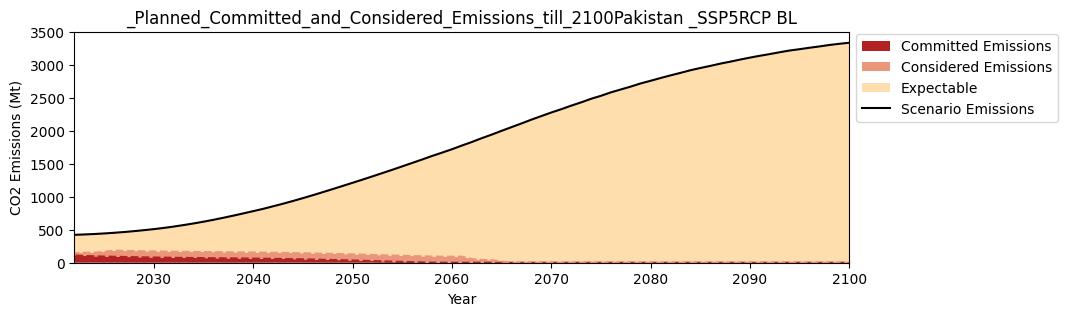 _Planned_Committed_and_Considered_Emissions_till_2100Pakistan _SSP5RCP BL
CO2 Emissions (Mt)
3500
3000
2500
2000
1500
1000
500
0
2030 2040 2050 2060 2070 2080 2090 2100
Year
Committed Emissions
Considered Emissions
Expectable
Scenario Emissions